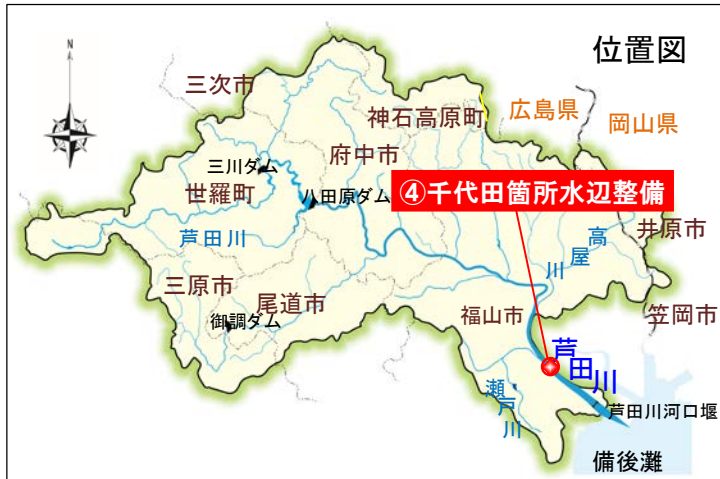 位置図
N
三次市
神石高原町
広島県
岡山県
三川ダム
府中市
世羅町
八田原ダム
④千代田箇所水辺整備
芦田川
高屋川
井原市
三原市
尾道市
御調ダム
福山市
笠岡市
芦田川
瀬戸川
芦田川河口堰
備後灘